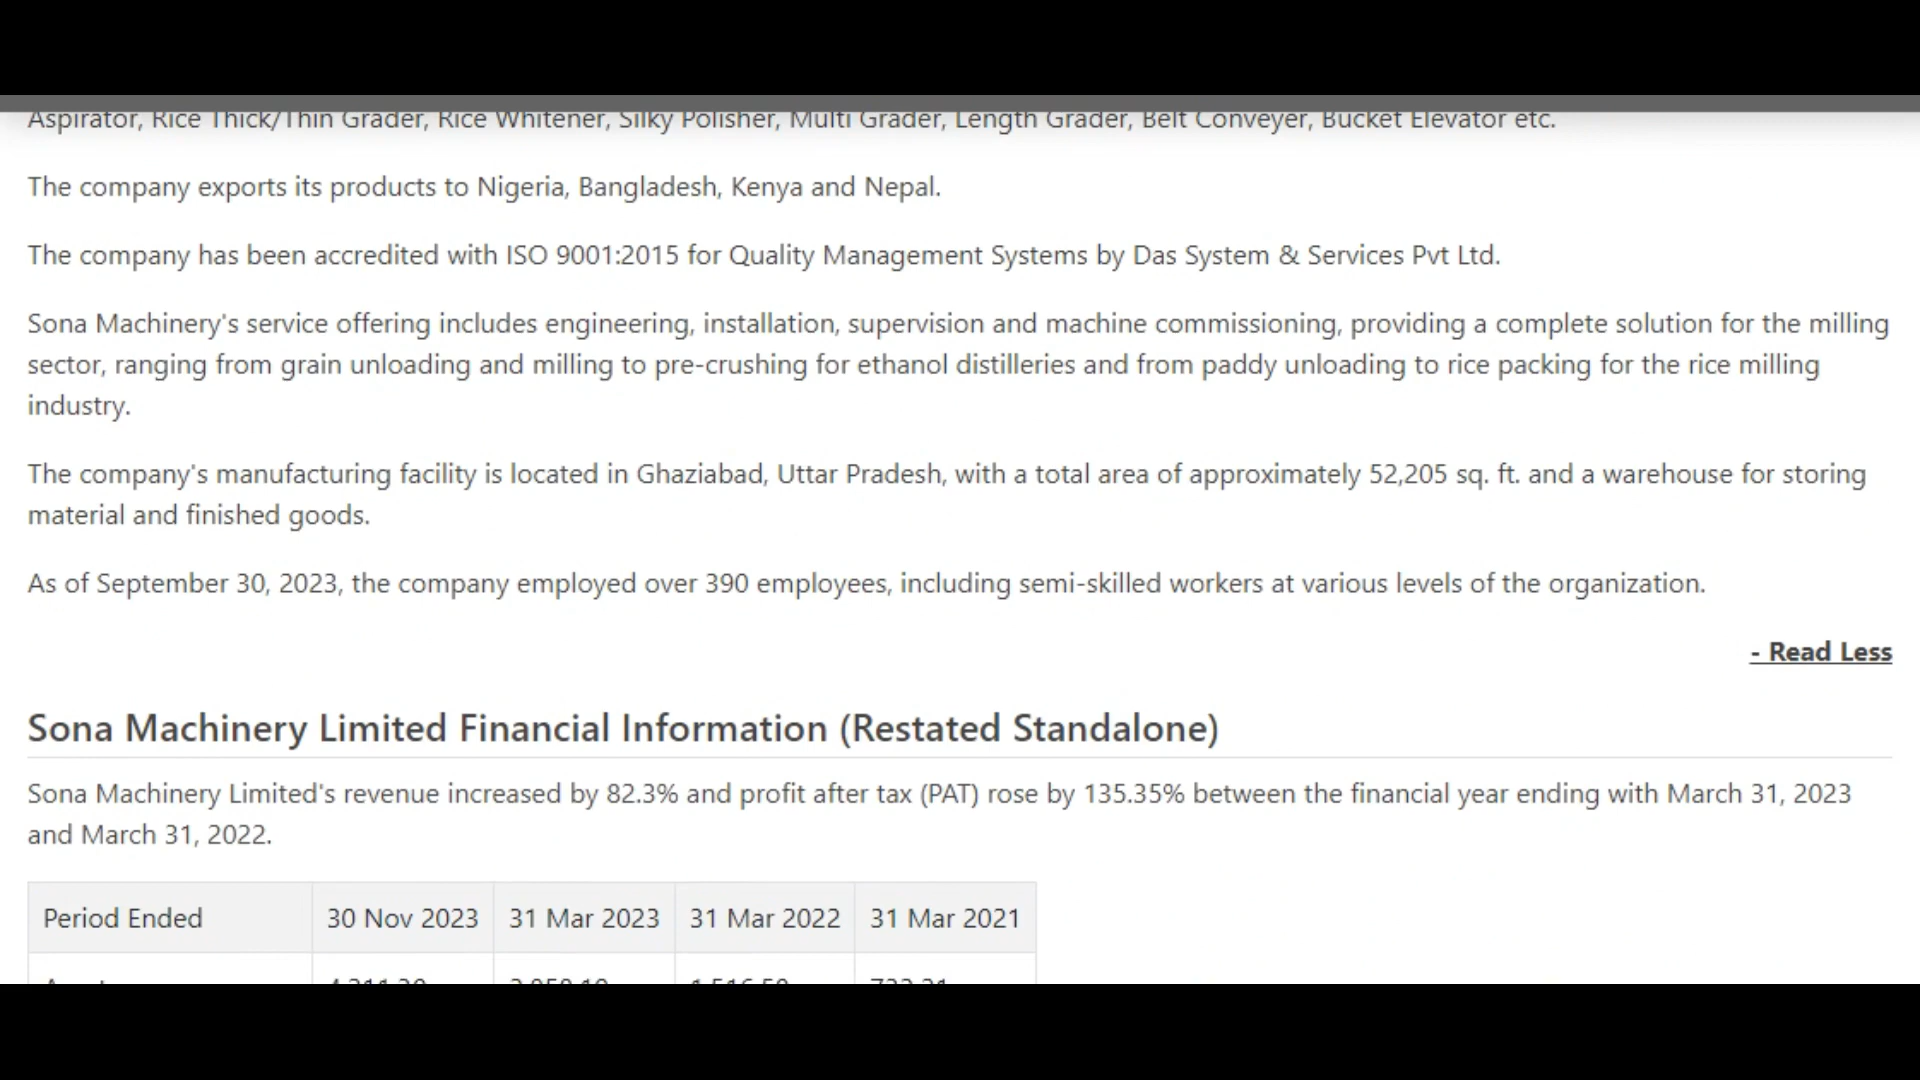 Aspirator, Rice Thick/Thin Grader, Rice Whitener, Silky Polisher, Multi Grader, Length Grader, Belt Conveyer, Bucket Elevator etc.
The company exports its products to Nigeria, Bangladesh, Kenya and Nepal.
The company has been accredited with ISO 9001:2015 for Quality Management Systems by Das System & Services Pvt Ltd.
Sona Machinery's service offering includes engineering, installation, supervision and machine commissioning, providing a complete solution for the milling
sector, ranging from grain unloading and milling to pre-crushing for ethanol distilleries and from paddy unloading to rice packing for the rice milling
industry.
The company's manufacturing facility is located in Ghaziabad, Uttar Pradesh, with a total area of approximately 52,205 sq. ft. and a warehouse for storing
material and finished goods.
As of September 30, 2023, the company employed over 390 employees, including semi-skilled workers at various levels of the organization.
- Read Less
Sona Machinery Limited Financial Information (Restated Standalone)
Sona Machinery Limited's revenue increased by 82.3% and profit after tax (PAT) rose by 135.35% between the financial year ending with March 31, 2023
and March 31, 2022.
Period Ended 30 Nov 2023 31 Mar 2023 31 Mar 2022 31 Mar 2021